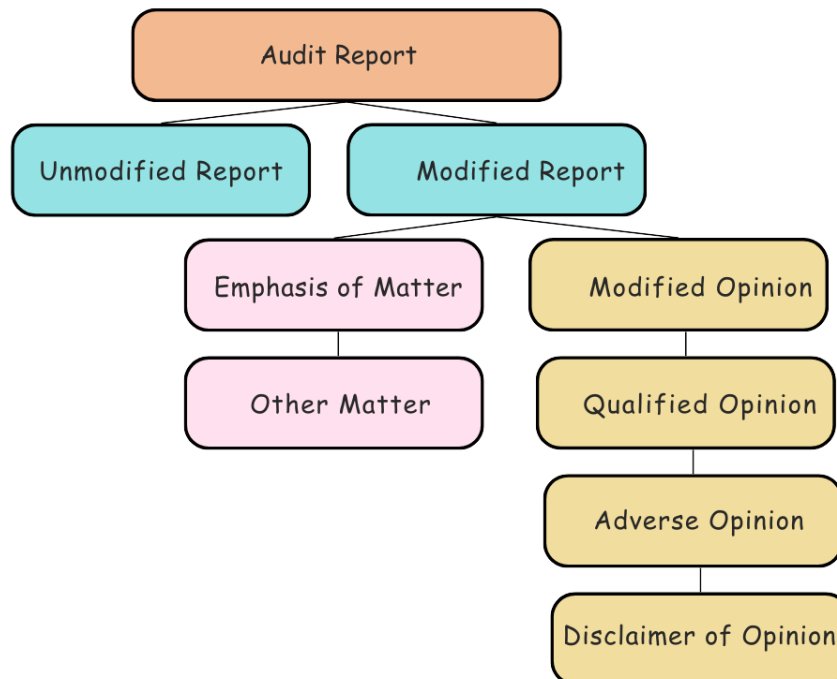 Audit Report
Unmodified Report
Modified Report
Emphasis of Matter
Modified Opinion
Other Matter
Qualified Opinion
Adverse Opinion
Disclaimer of Opinion